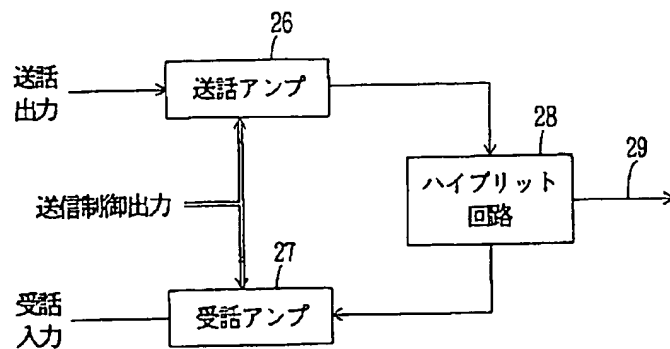 26
送話
出力
送話アンプ
28
29
ハイブリット
回路
送信制御出力
27
受話
入力
受話アンプ